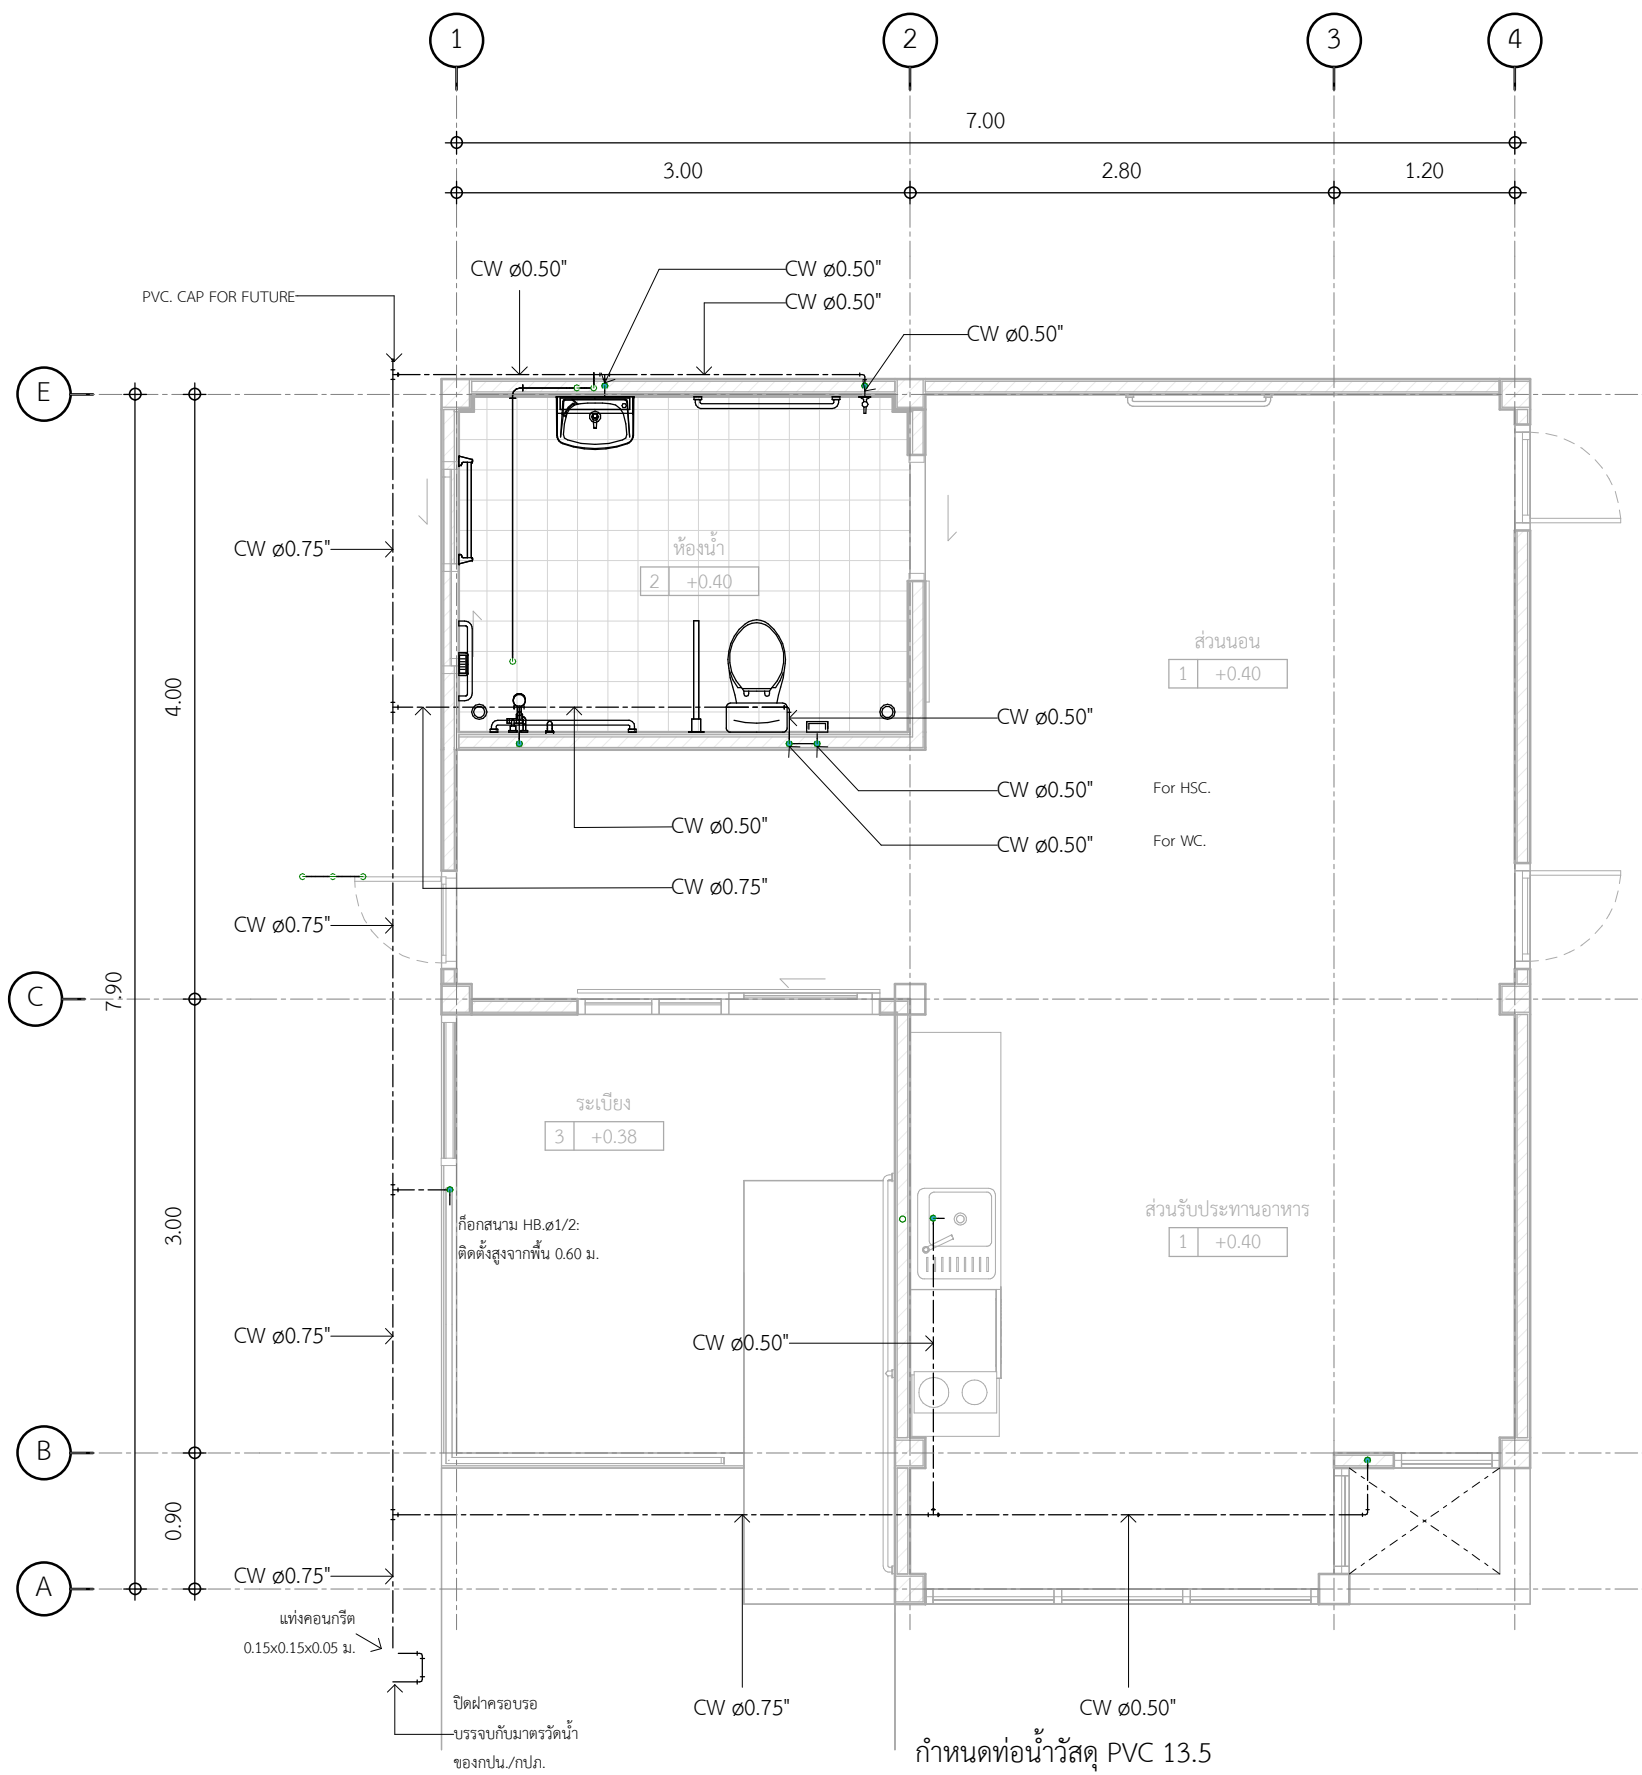 1
2
3
4
7.00
3.00
2.80
1.20
CW ø0.50"
CW ø0.50"
PVC. CAP FOR FUTURE
CW ø0.50"
CW ø0.50"
E
ห้องน้ำ
CW ø0.75"
2 +0.40
ส่วนนอน
1 +0.40
4.00
CW ø0.50"
CW ø0.50" For HSC.
CW ø0.50"
CW ø0.50" For WC.
CW ø0.75"
CW ø0.75"
7.90
C
ระเบียง
3 +0.38
ส่วนรับประทานอาหาร
1 +0.40
3.00
ก็อกสนาม HB.ø1/2:
ติดตั้งสูงจากพื้น 0.60 ม.
CW ø0.75"
CW ø0.50"
B
0.90
CW ø0.75"
A
แท่งคอนกรีต
0.15x0.15x0.05 ม.
ปิดฝาครอบรอ
บรรจบกับมาตรวัดน้ำ
ของกปน./กปภ.
CW ø0.75"
CW ø0.50"
กำหนดท่อน้ำวัสดุ PVC 13.5